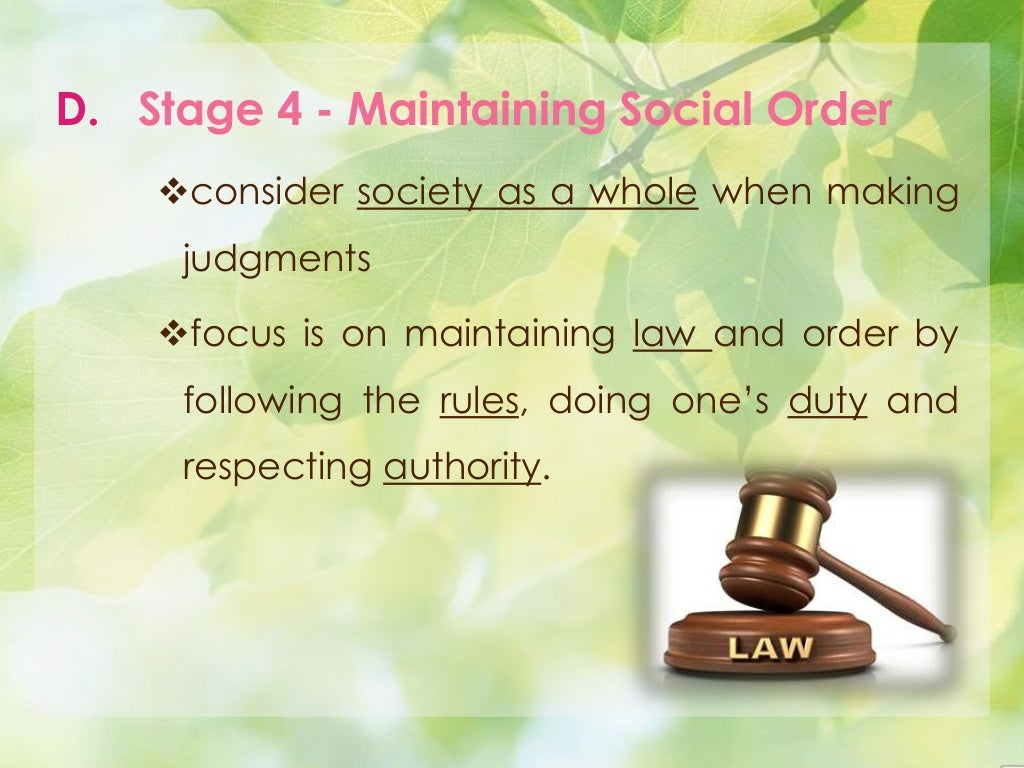 D. Stage 4 - Maintaining Social Order
❖consider society as a whole when making
judgments
❖focus is on maintaining law and order by
following the rules, doing one’s duty and
respecting authority.
LAW